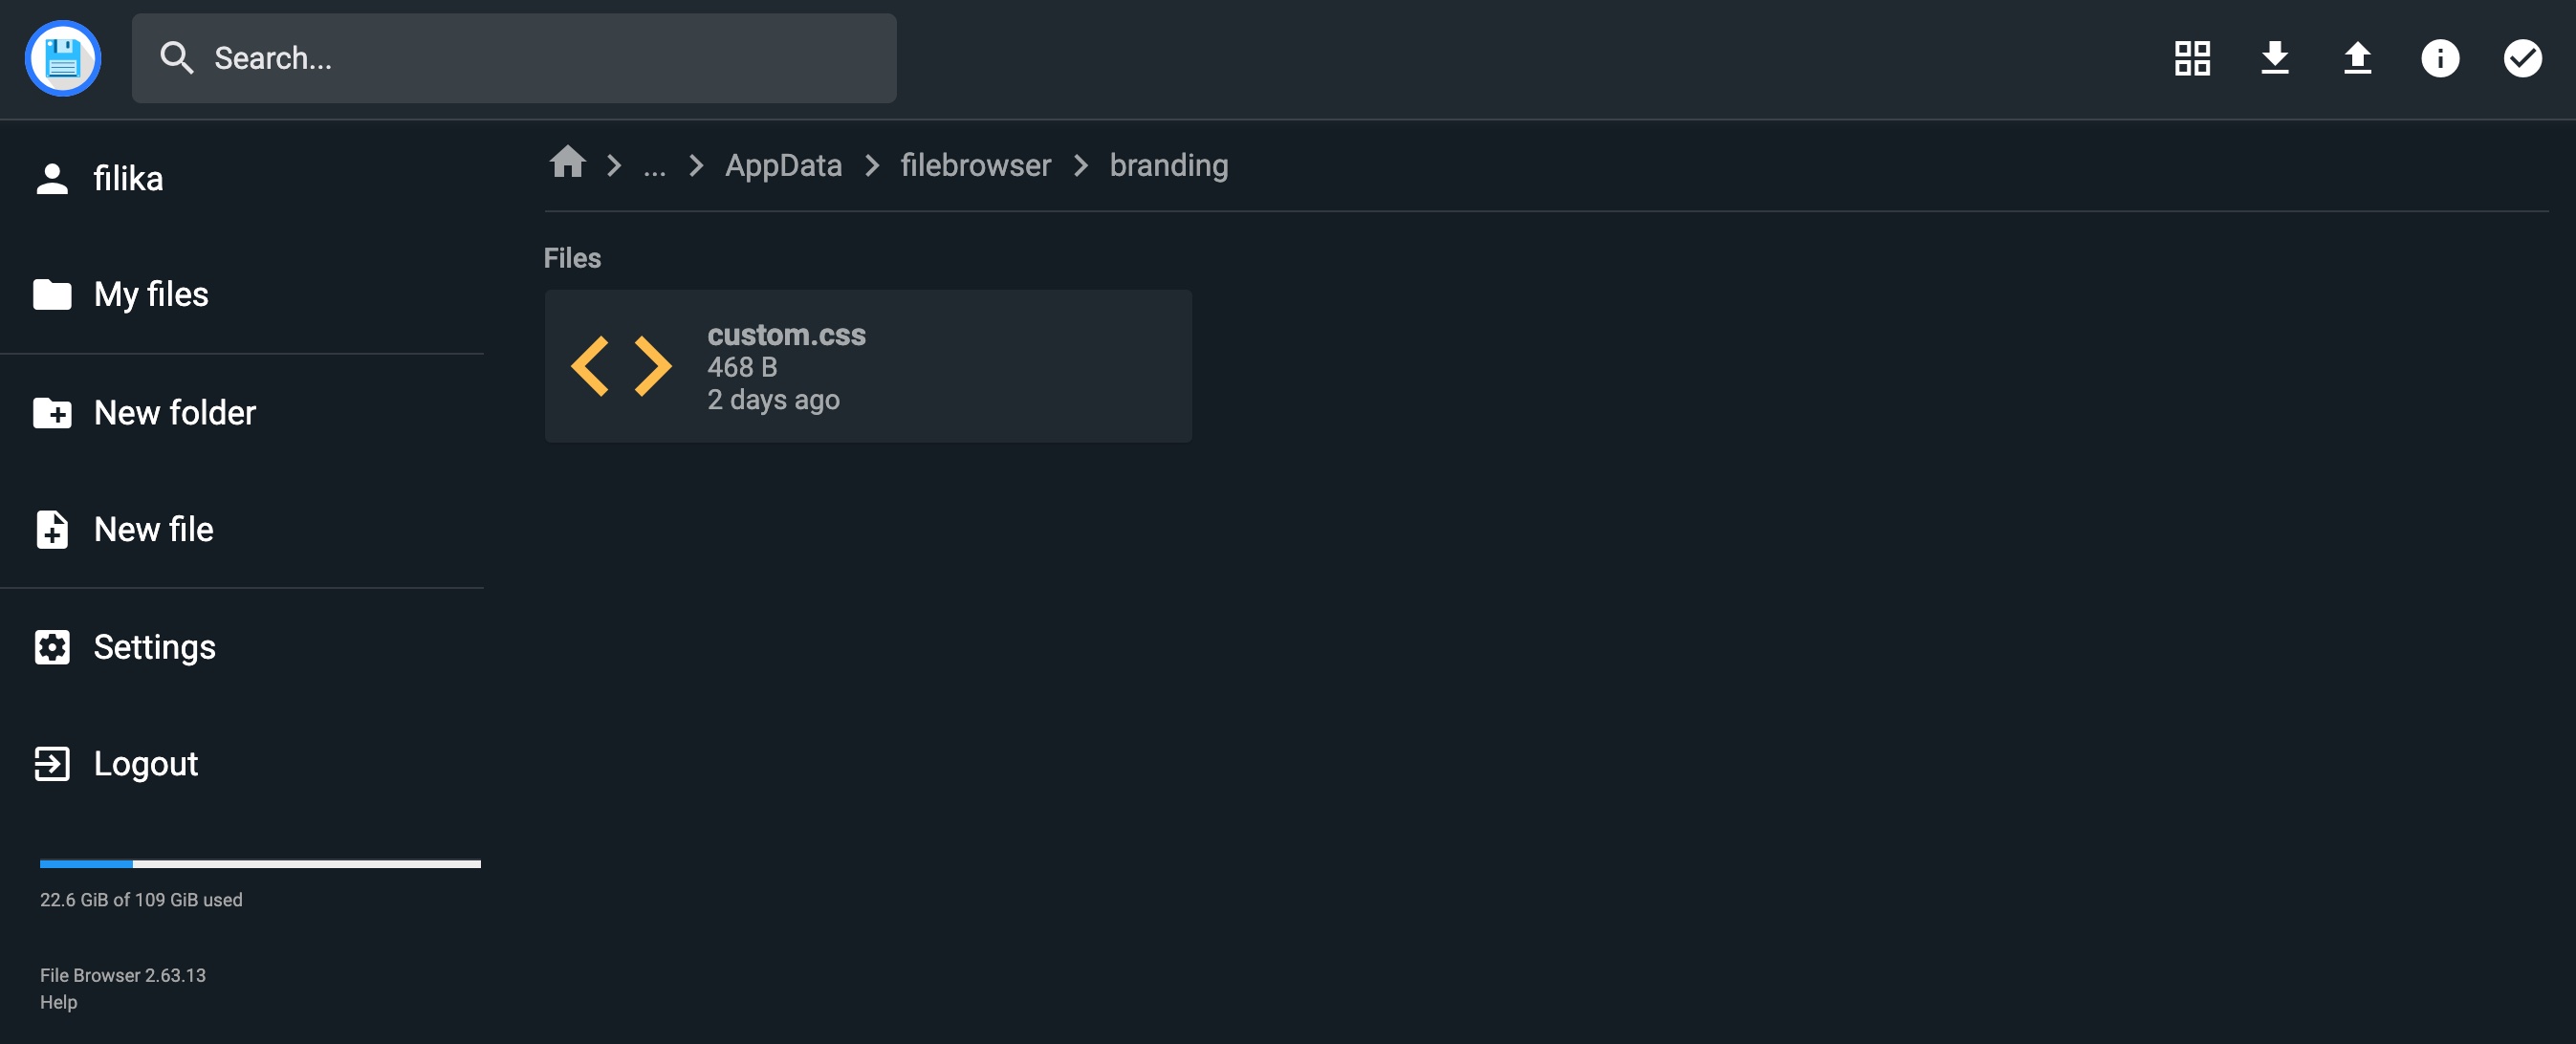 Search...
filika
My files
New folder
New file
Settings
Logout
22.6 GiB of 109 GiB used
File Browser 2.63.13
Help
... AppData filebrowser branding
Files
custom.css
468 B
2 days ago